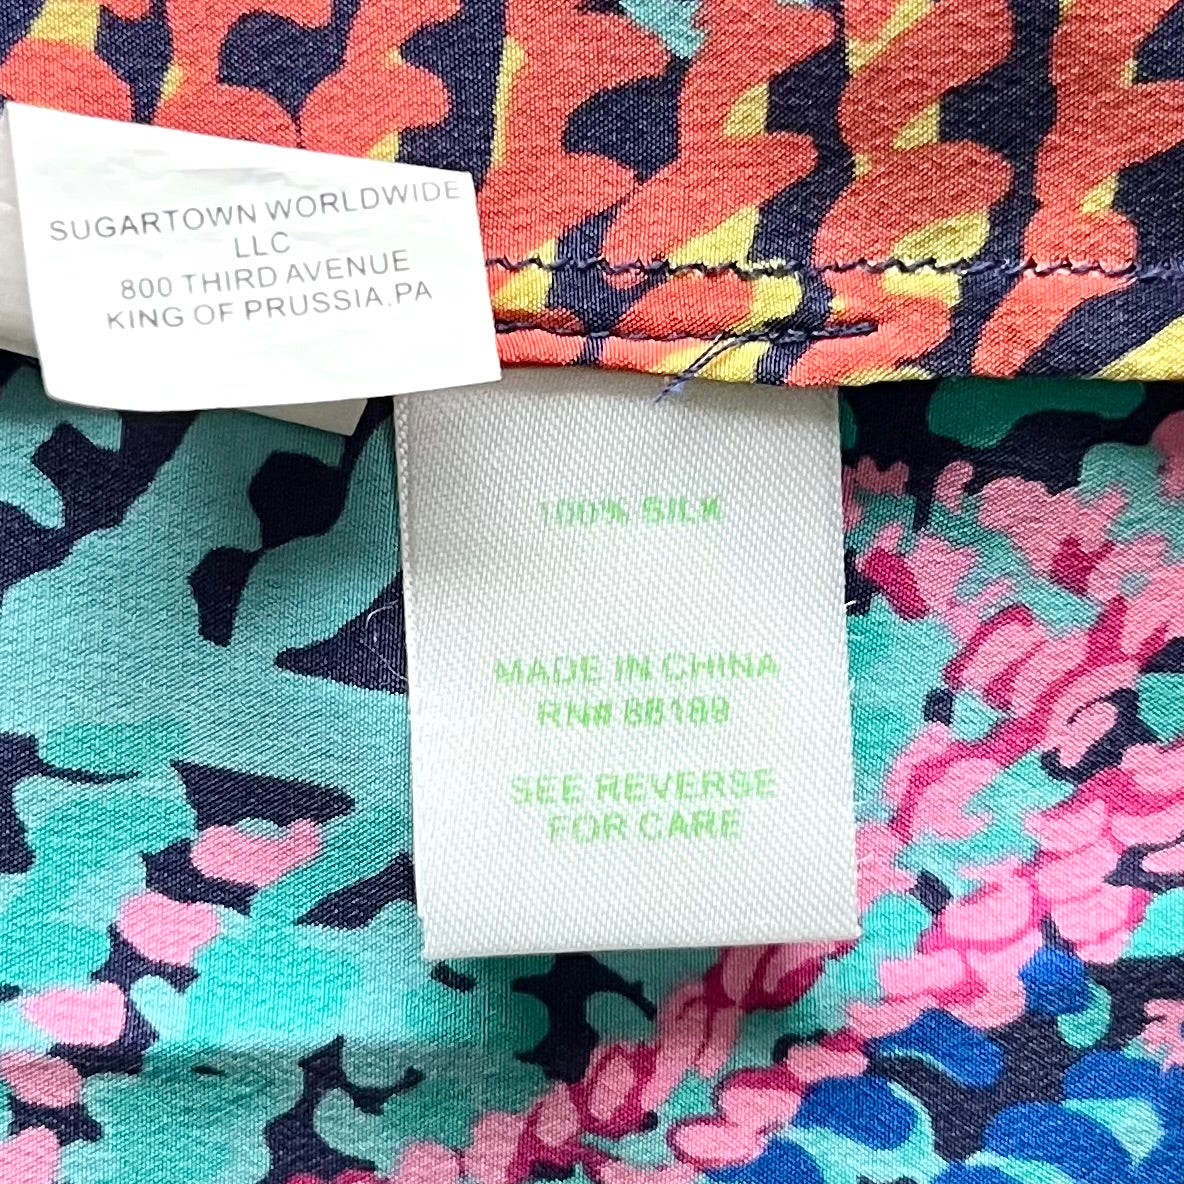 SUGARTOWN WORLDWIDE
LLC
800 THIRD AVENUE
KING OF PRUSSIA,PA
100% SILK
MADE IN CHINA
RN#
SEE REVERSE
FOR CARE